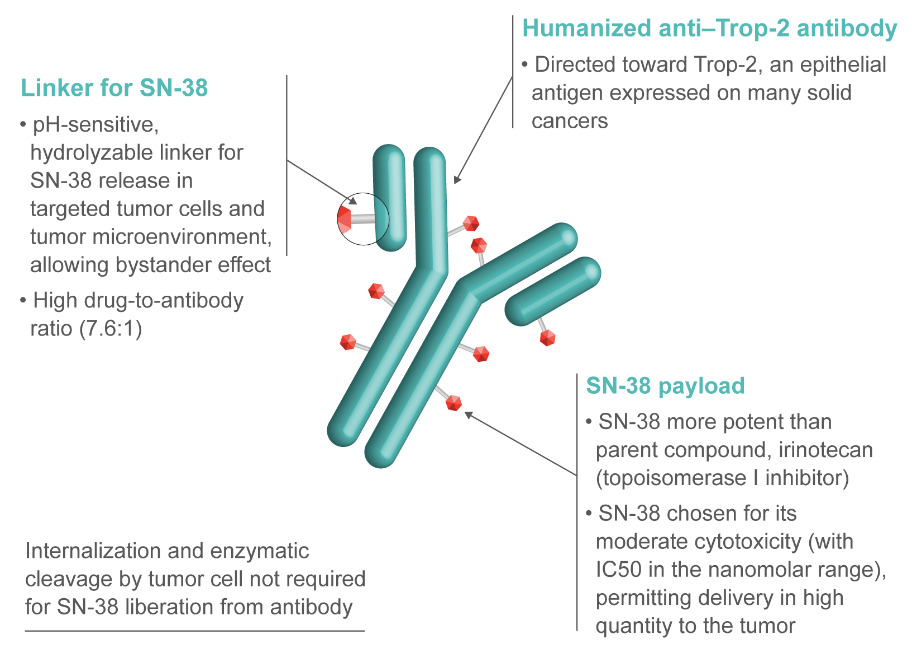 Humanized anti–Trop-2 antibody
• Directed toward Trop-2, an epithelial
antigen expressed on many solid
cancers
Linker for SN-38
• pH-sensitive,
hydrolyzable linker for
SN-38 release in
targeted tumor cells and
tumor microenvironment,
allowing bystander effect
• High drug-to-antibody
ratio (7.6:1)
SN-38 payload
• SN-38 more potent than
parent compound, irinotecan
(topoisomerase I inhibitor)
• SN-38 chosen for its
moderate cytotoxicity (with
IC50 in the nanomolar range),
permitting delivery in high
quantity to the tumor
Internalization and enzymatic
cleavage by tumor cell not required
for SN-38 liberation from antibody